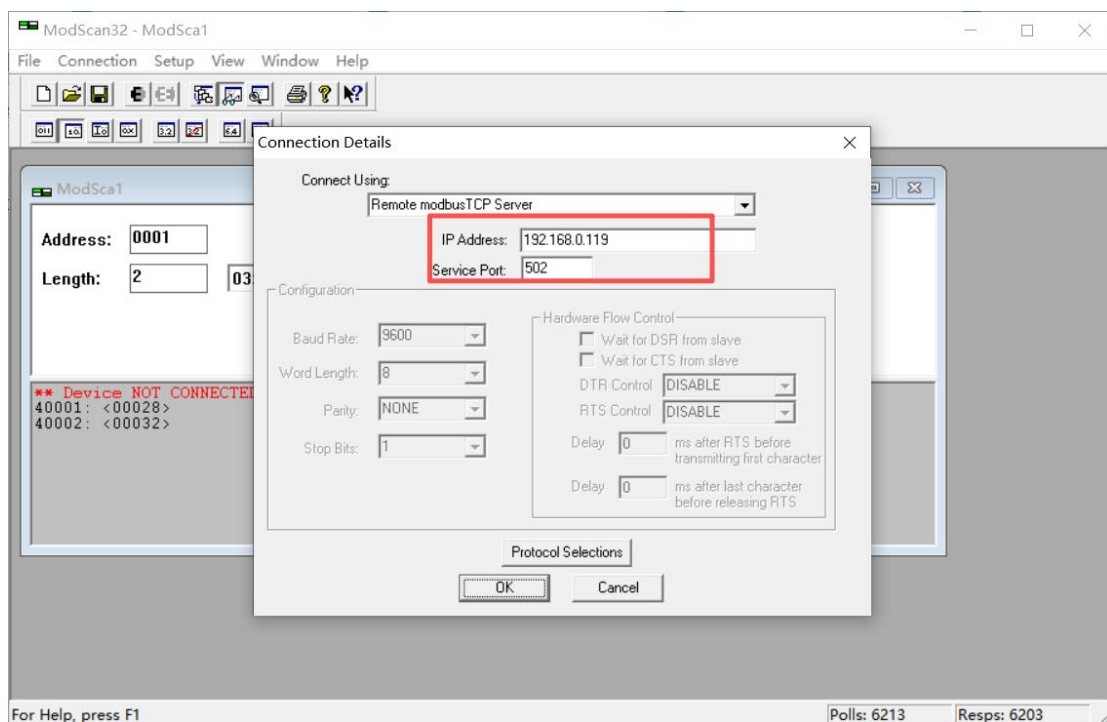 ModScan32 - ModSca1
File Connection Setup View Window Help
Connection Details
Connect Using:
Remote modbusTCP Server
IP Address: 192.168.0.119
Service Port: 502
Configuration
Baud Rate: 9600
Word Length: 8
Parity: NONE
Stop Bits: 1
Hardware Flow Control
Wait for DSR from slave
Wait for CTS from slave
DTR Control DISABLE
RTS Control DISABLE
Delay 0 ms after RTS before
transmitting first character
Delay 0 ms after last character
before releasing RTS
Protocol Selections
OK Cancel
ModSca1
Address: 0001
Length: 2 03
** Device NOT CONNECTED
40001: <00028>
40002: <00032>
For Help, press F1 Polls: 6213 Resps: 6203